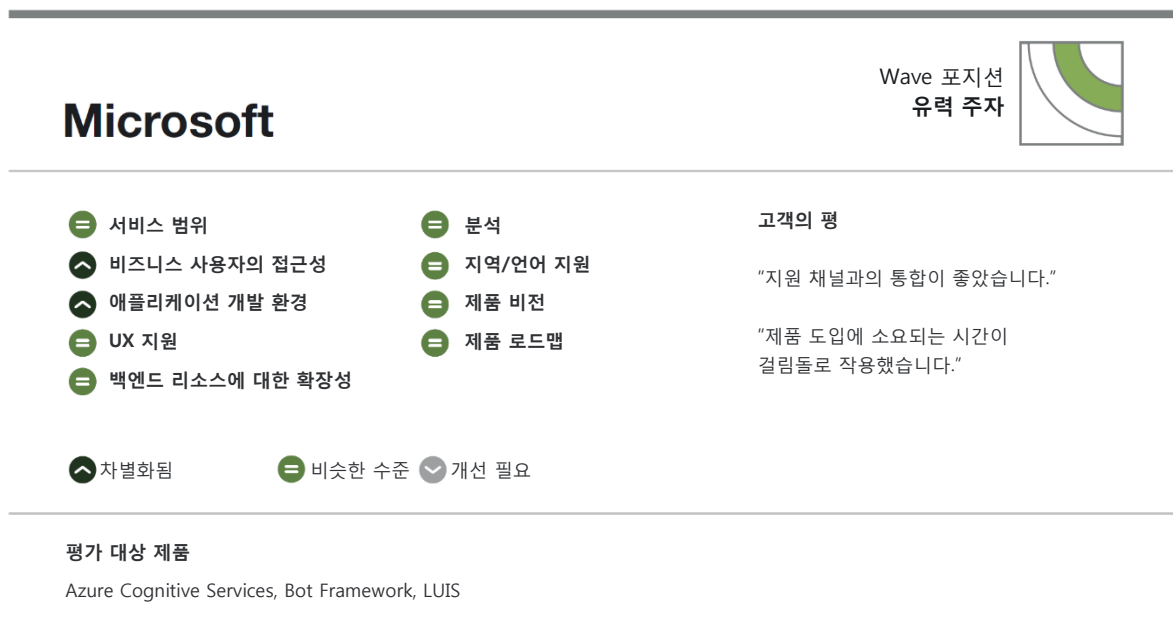 Microsoft
Wave 포지션
유력 주자
서비스 범위
비즈니스 사용자의 접근성
애플리케이션 개발 환경
UX 지원
백엔드 리소스에 대한 확장성
분석
지역/언어 지원
제품 비전
제품 로드맵
고객의 평
“지원 채널과의 통합이 좋았습니다.”
“제품 도입에 소요되는 시간이
걸림돌로 작용했습니다.”
차별화됨 비슷한 수준 개선 필요
평가 대상 제품
Azure Cognitive Services, Bot Framework, LUIS